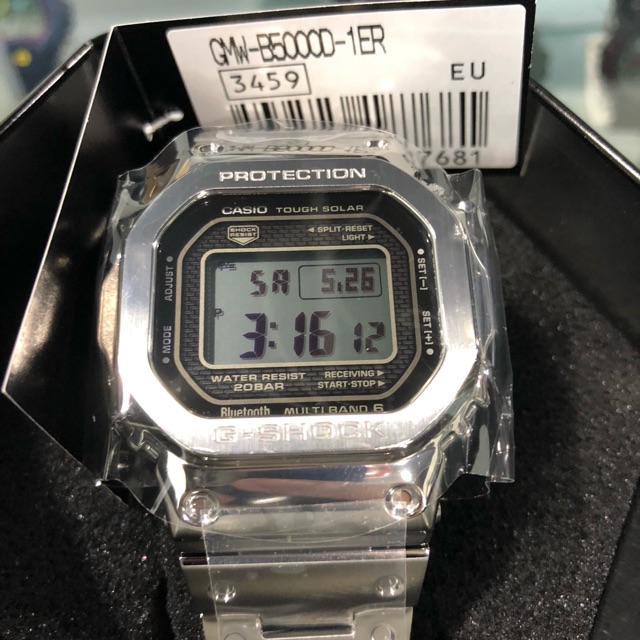 GMW-B5000D-1ER
3459
EU
7681
PROTECTION
CASIO TOUGH SOLAR
SHOCK
RESIST
SPLIT-RESET
LIGHT
ADJUST
SET[-]
SA 5.26
3:16 12
MODE
SET[+]
WATER RESIST
20BAR
RECEIVING
START·STOP
Bluetooth MULTI BAND 6
G-SHOCK